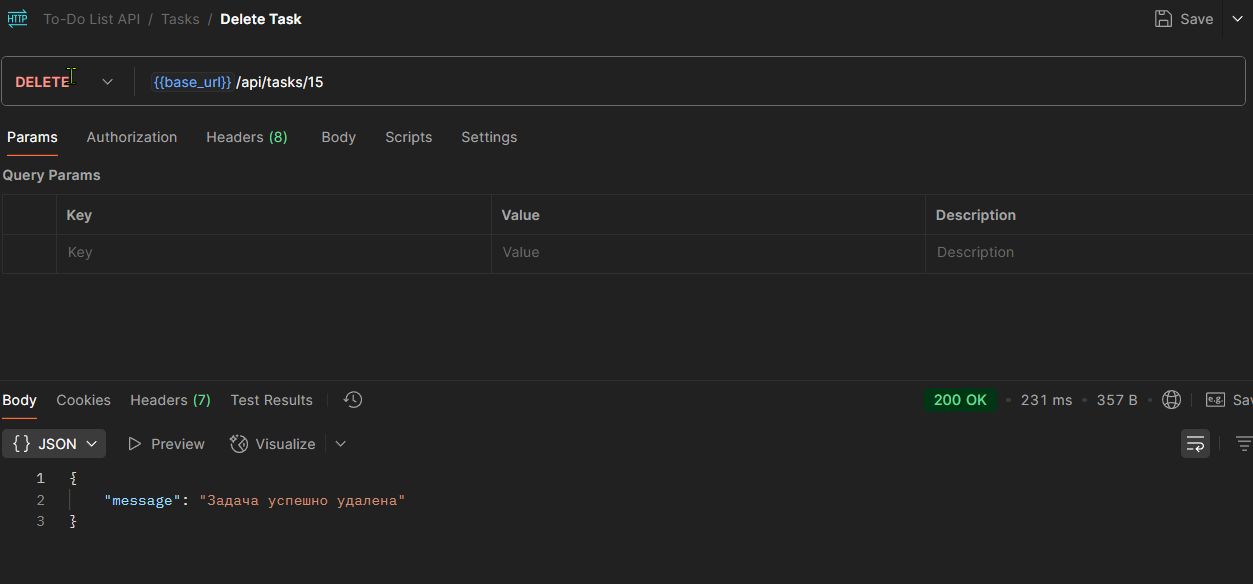 HTTP To-Do List API / Tasks / Delete Task Save
DELETE {{base_url}} /api/tasks/15
Params Authorization Headers (8) Body Scripts Settings
Query Params
Key Value Description
Key Value Description
Body Cookies Headers (7) Test Results 200 OK • 231 ms • 357 B • e.g. Sav
{} JSON Preview Visualize
1 {
2 "message": "Задача успешно удалена"
3 }